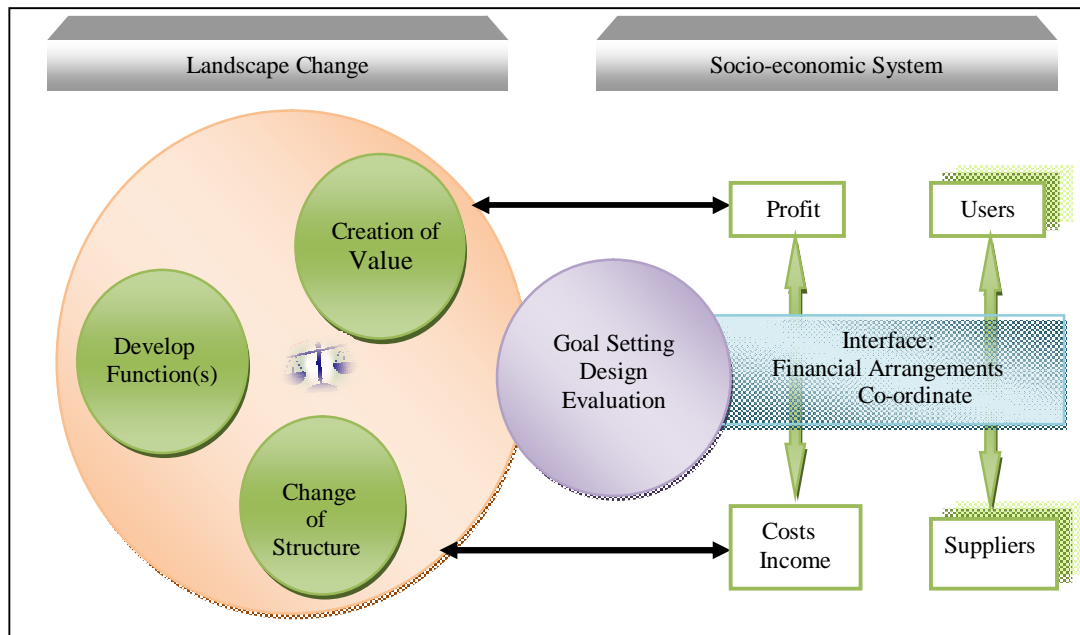 Landscape Change
Socio-economic System
Creation of
Value
Develop
Function(s)
Change
of
Structure
Goal Setting
Design
Evaluation
Profit
Users
Interface:
Financial Arrangements
Co-ordinate
Costs
Income
Suppliers